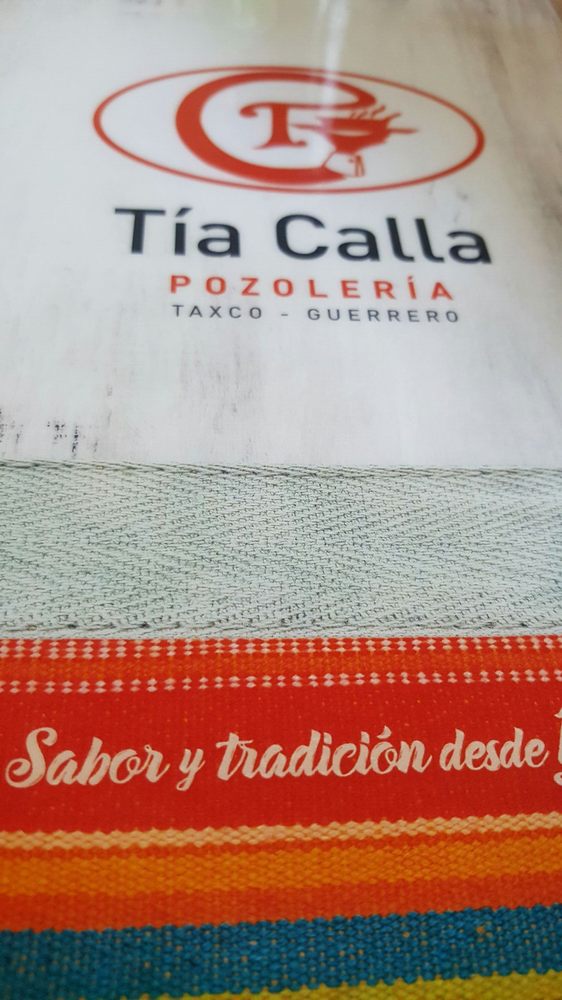 Tía Calla
POZOLERÍA
TAXCO - GUERRERO
Sabor y tradición desde